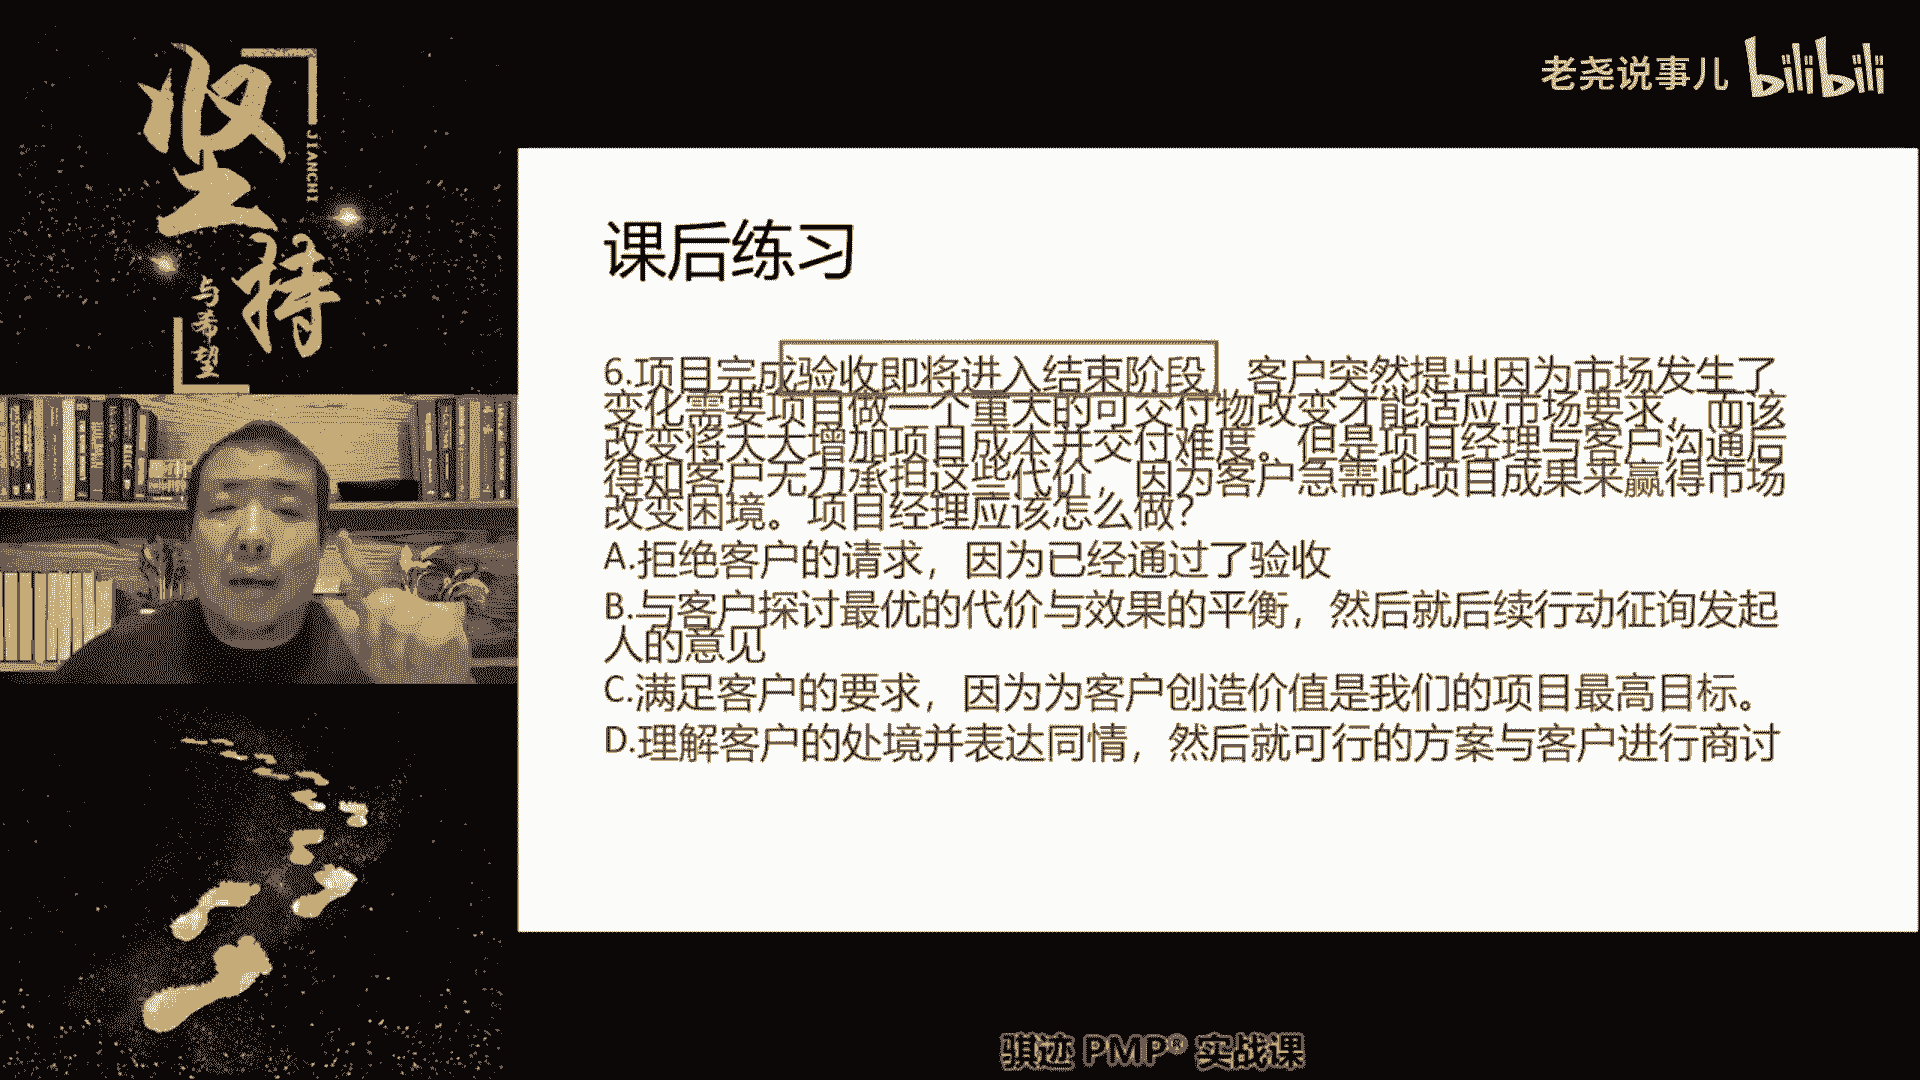 坚持
JIANCHI
与希望
老尧说事儿 bilibili
课后练习
6.项目完成验收即将进入结束阶段，客户突然提出因为市场发生了
变化需要项目做一个重大的可交付物改变才能适应市场要求，而该
改变将大大增加项目成本并交付难度。但是项目经理与客户沟通后
得知客户无力承担这些代价，因为客户急需此项目成果来赢得市场
改变困境。项目经理应该怎么做？
A.拒绝客户的请求，因为已经通过了验收
B.与客户探讨最优的代价与效果的平衡，然后就后续行动征询发起
人的意见
C.满足客户的要求，因为为客户创造价值是我们的项目最高目标。
D.理解客户的处境并表达同情，然后就可行的方案与客户进行商讨
骐迹 PMP® 实战课